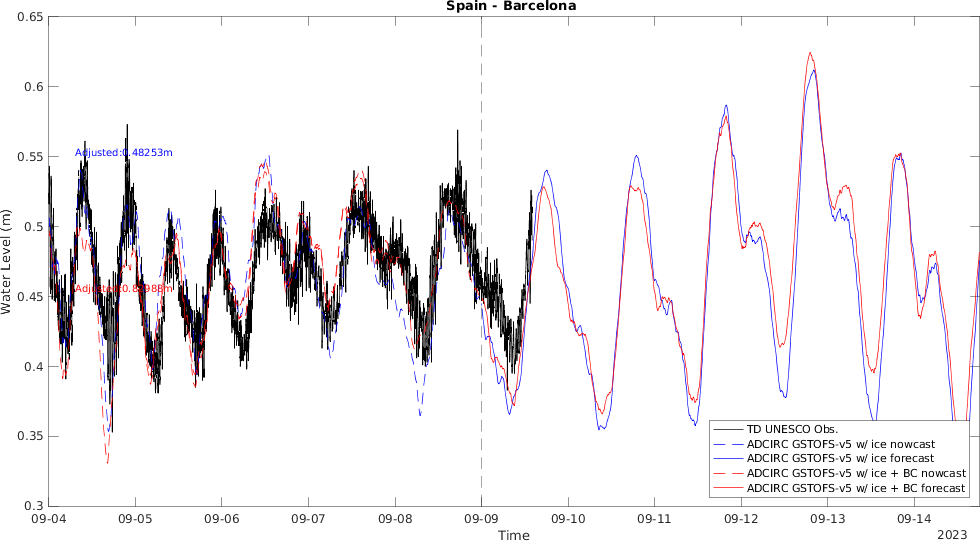 Spain - Barcelona
0.65
0.6
0.55
0.5
0.45
0.4
0.35
0.3
Water Level (m)
Adjusted:0.48253m
TD UNESCO Obs.
ADCIRC GSTOFS-v5 w/ ice nowcast
ADCIRC GSTOFS-v5 w/ ice forecast
ADCIRC GSTOFS-v5 w/ ice + BC nowcast
ADCIRC GSTOFS-v5 w/ ice + BC forecast
09-04 09-05 09-06 09-07 09-08 09-09 09-10 09-11 09-12 09-13 09-14
Time
2023